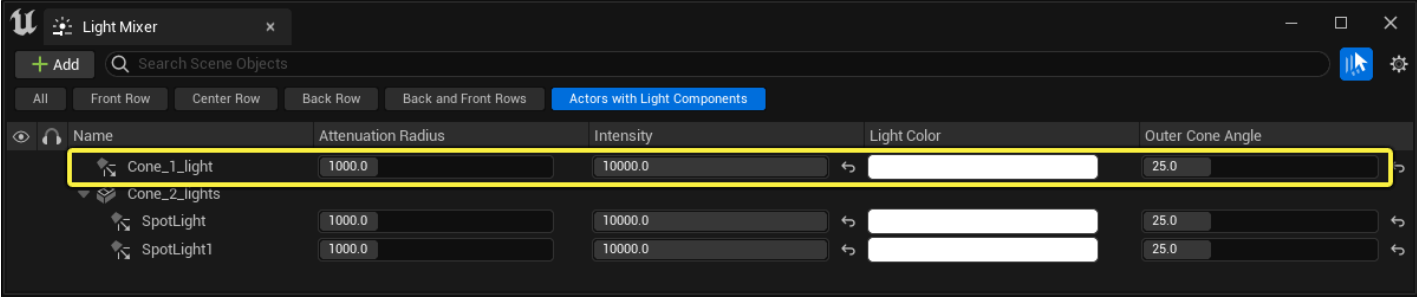 Light Mixer
Add Search Scene Objects
All Front Row Center Row Back Row Back and Front Rows Actors with Light Components
Name Attenuation Radius Intensity Light Color Outer Cone Angle
Cone_1_light 1000.0 10000.0 25.0
Cone_2_lights
SpotLight 1000.0 10000.0 25.0
SpotLight1 1000.0 10000.0 25.0